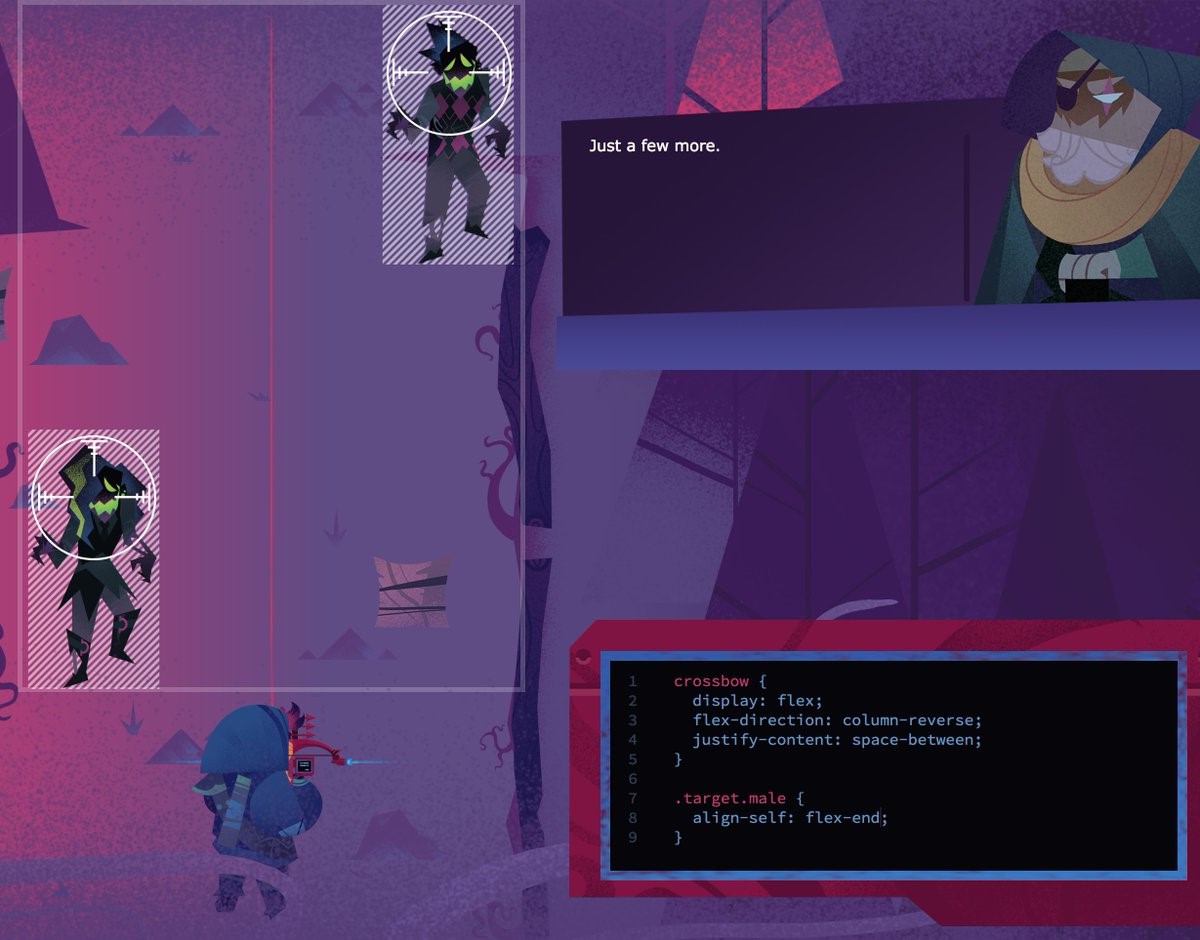 Just a few more.
1 crossbow {
2 display: flex;
3 flex-direction: column-reverse;
4 justify-content: space-between;
5 }
6
7 .target.male {
8 align-self: flex-end;
9 }